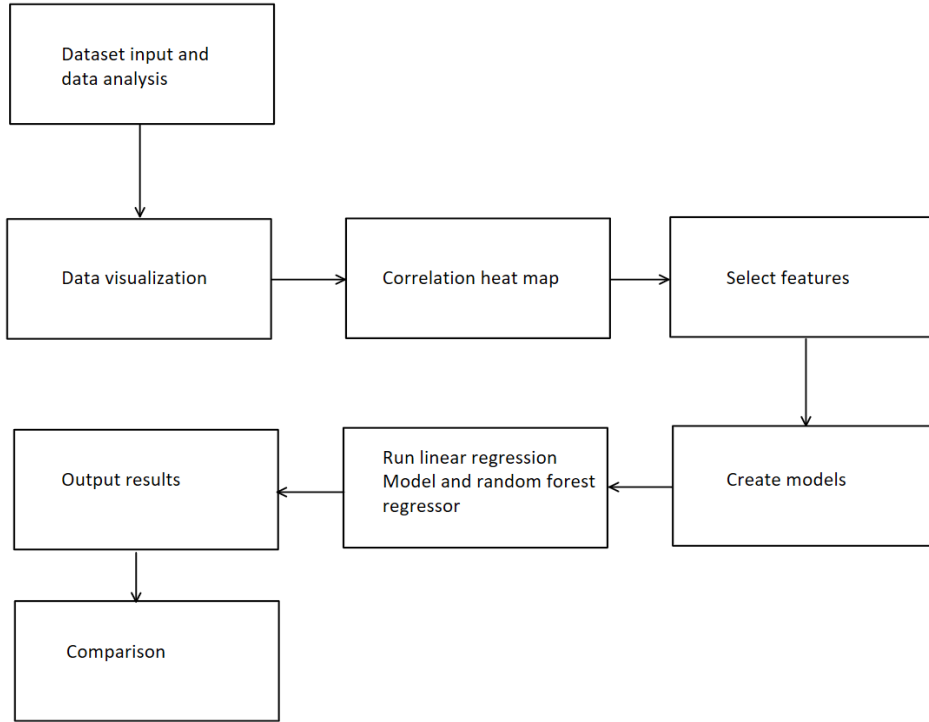 Dataset input and
data analysis
Data visualization
Correlation heat map
Select features
Create models
Run linear regression
Model and random forest
regressor
Output results
Comparison